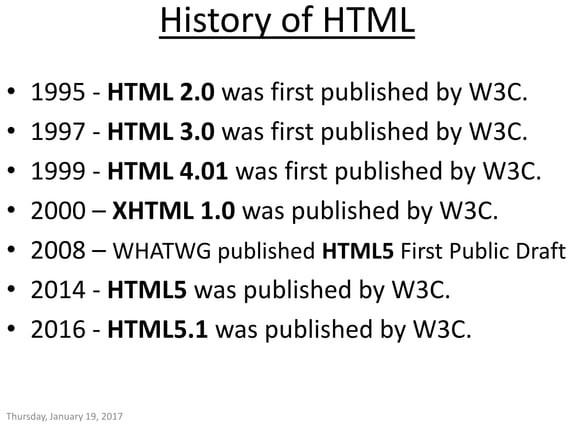 History of HTML
• 1995 - HTML 2.0 was first published by W3C.
• 1997 - HTML 3.0 was first published by W3C.
• 1999 - HTML 4.01 was first published by W3C.
• 2000 – XHTML 1.0 was published by W3C.
• 2008 – WHATWG published HTML5 First Public Draft
• 2014 - HTML5 was published by W3C.
• 2016 - HTML5.1 was published by W3C.
Thursday, January 19, 2017